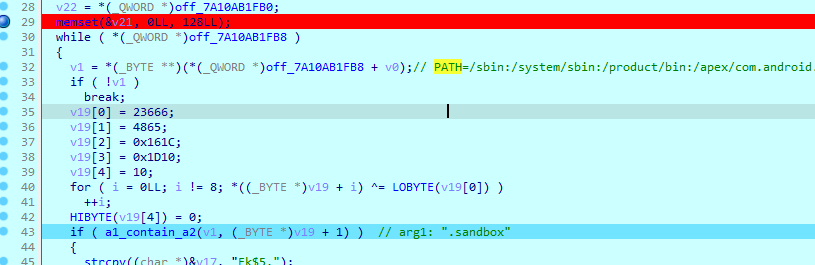 28 v22 = *(_QWORD *)off_7A10AB1FB0;
29 memset(&v21, 0LL, 128LL);
30 while ( *(_QWORD *)off_7A10AB1FB8 )
31 {
32 v1 = *(_BYTE **)(*(_QWORD *)off_7A10AB1FB8 + v0);// PATH=/sbin:/system/sbin:/product/bin:/apex/com.android.
33 if ( !v1 )
34 break;
35 v19[0] = 23666;
36 v19[1] = 4865;
37 v19[2] = 0x161C;
38 v19[3] = 0x1D10;
39 v19[4] = 10;
40 for ( i = 0LL; i != 8; *((_BYTE *)v19 + i) ^= LOBYTE(v19[0]) )
41 ++i;
42 HIBYTE(v19[4]) = 0;
43 if ( a1_contain_a2(v1, (_BYTE *)v19 + 1) ) // arg1: ".sandbox"
44 {
45 strcpy((char *)&v17, "Fk$5.");